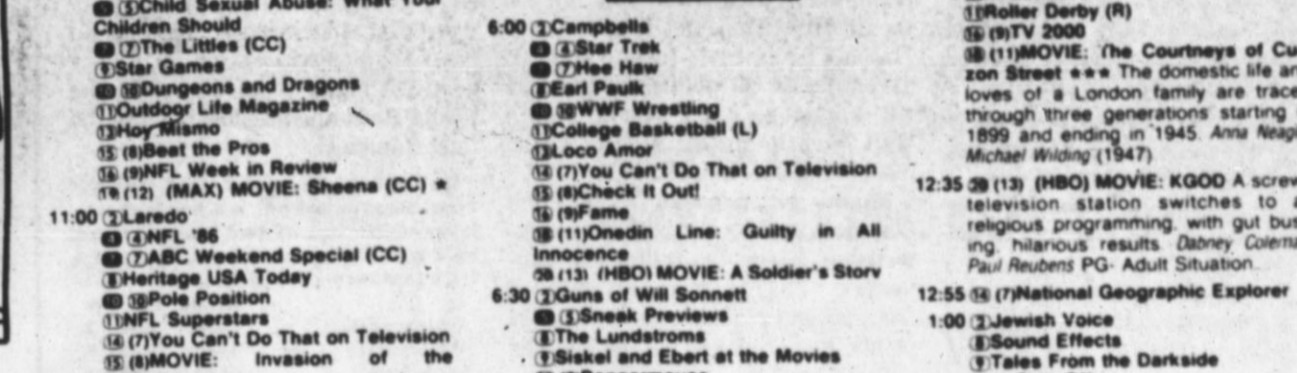 ⑤Child Sexual Abuse: What Your
Children Should
⑦The Littles (CC)
⑨Star Games
⑩Dungeons and Dragons
⑪Outdoor Life Magazine
⑬Hoy Mismo
⑮ (8)Beat the Pros
⑯ (9)NFL Week in Review
(12) (MAX) MOVIE: Sheena (CC) ★
11:00 ②Laredo
④NFL '86
⑦ABC Weekend Special (CC)
⑧Heritage USA Today
⑩Pole Position
⑪NFL Superstars
⑭ (7)You Can't Do That on Television
⑮ (8)MOVIE: Invasion of the
6:00 ②Campbells
④Star Trek
⑦Hee Haw
⑧Earl Paulk
⑩WWF Wrestling
⑪College Basketball (L)
⑬Loco Amor
⑭ (7)You Can't Do That on Television
⑮ (8)Check It Out!
⑯ (9)Fame
⑱ (11)Onedin Line: Guilty in All
Innocence
⑳ (13) (HBO) MOVIE: A Soldier's Story
6:30 ②Guns of Will Sonnett
⑤Sneak Previews
⑧The Lundstroms
⑨Siskel and Ebert at the Movies
⑪Roller Derby (R)
⑯ (9)TV 2000
⑱ (11)MOVIE: The Courtneys of Cu
zon Street ★★★ The domestic life an
loves of a London family are trace
through three generations starting
1899 and ending in 1945. Anna Neagl
Michael Wilding (1947)
12:35 ⑳ (13) (HBO) MOVIE: KGOD A screw
television station switches to a
religious programming, with gut bus
ing, hilarious results. Dabney Colema
Paul Reubens PG- Adult Situation
12:55 ⑭ (7)National Geographic Explorer
1:00 ②Jewish Voice
⑧Sound Effects
⑨Tales From the Darkside